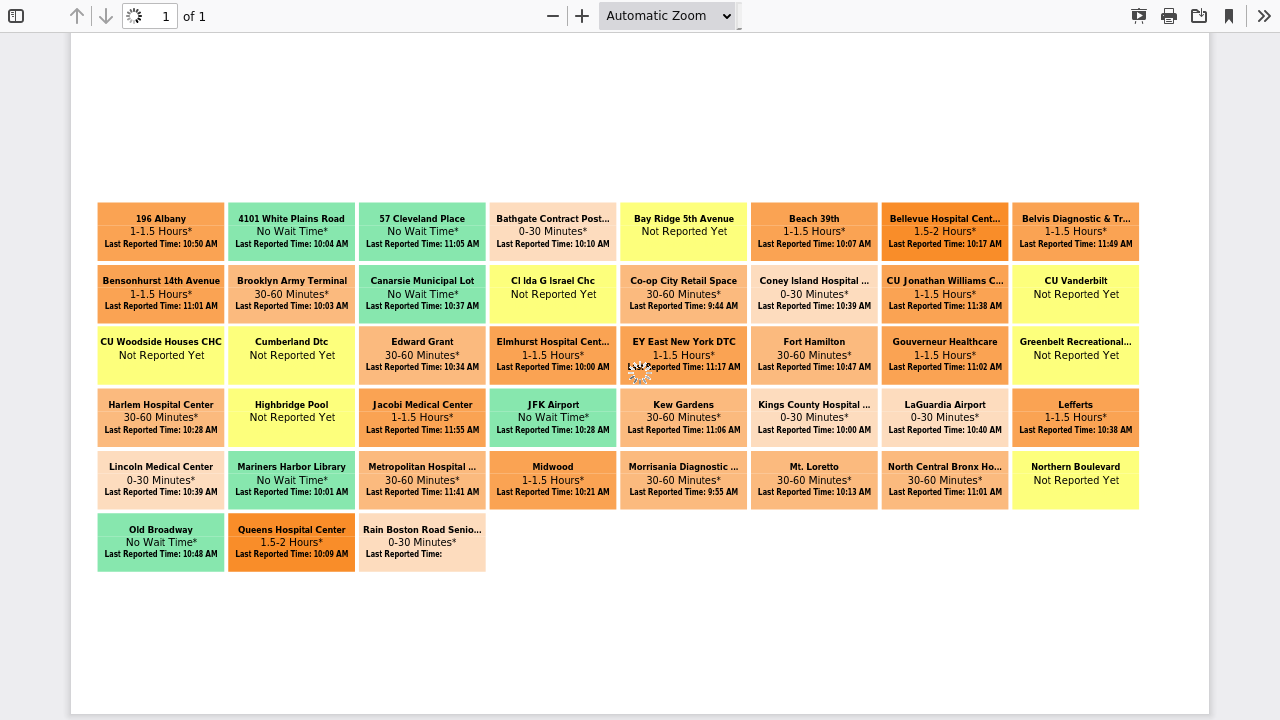 1 of 1 Automatic Zoom
196 Albany
1-1.5 Hours*
Last Reported Time: 10:50 AM
4101 White Plains Road
No Wait Time*
Last Reported Time: 10:04 AM
57 Cleveland Place
No Wait Time*
Last Reported Time: 11:05 AM
Bathgate Contract Post...
0-30 Minutes*
Last Reported Time: 10:10 AM
Bay Ridge 5th Avenue
Not Reported Yet
Beach 39th
1-1.5 Hours*
Last Reported Time: 10:07 AM
Bellevue Hospital Cent...
1.5-2 Hours*
Last Reported Time: 10:17 AM
Belvis Diagnostic & Tr...
1-1.5 Hours*
Last Reported Time: 11:49 AM
Bensonhurst 14th Avenue
1-1.5 Hours*
Last Reported Time: 11:01 AM
Brooklyn Army Terminal
30-60 Minutes*
Last Reported Time: 10:03 AM
Canarsie Municipal Lot
No Wait Time*
Last Reported Time: 10:37 AM
CI Ida G Israel Chc
Not Reported Yet
Co-op City Retail Space
30-60 Minutes*
Last Reported Time: 9:44 AM
Coney Island Hospital ...
0-30 Minutes*
Last Reported Time: 10:39 AM
CU Jonathan Williams C...
1-1.5 Hours*
Last Reported Time: 11:38 AM
CU Vanderbilt
Not Reported Yet
CU Woodside Houses CHC
Not Reported Yet
Cumberland Dtc
Not Reported Yet
Edward Grant
30-60 Minutes*
Last Reported Time: 10:34 AM
Elmhurst Hospital Cent...
1-1.5 Hours*
Last Reported Time: 10:00 AM
EY East New York DTC
1-1.5 Hours*
Reported Time: 11:17 AM
Fort Hamilton
30-60 Minutes*
Last Reported Time: 10:47 AM
Gouverneur Healthcare
1-1.5 Hours*
Last Reported Time: 11:02 AM
Greenbelt Recreational...
Not Reported Yet
Harlem Hospital Center
30-60 Minutes*
Last Reported Time: 10:28 AM
Highbridge Pool
Not Reported Yet
Jacobi Medical Center
1-1.5 Hours*
Last Reported Time: 11:55 AM
JFK Airport
No Wait Time*
Last Reported Time: 10:28 AM
Kew Gardens
30-60 Minutes*
Last Reported Time: 11:06 AM
Kings County Hospital ...
0-30 Minutes*
Last Reported Time: 10:00 AM
LaGuardia Airport
0-30 Minutes*
Last Reported Time: 10:40 AM
Lefferts
1-1.5 Hours*
Last Reported Time: 10:38 AM
Lincoln Medical Center
0-30 Minutes*
Last Reported Time: 10:39 AM
Mariners Harbor Library
No Wait Time*
Last Reported Time: 10:01 AM
Metropolitan Hospital ...
30-60 Minutes*
Last Reported Time: 11:41 AM
Midwood
1-1.5 Hours*
Last Reported Time: 10:21 AM
Morrisania Diagnostic ...
30-60 Minutes*
Last Reported Time: 9:55 AM
Mt. Loretto
30-60 Minutes*
Last Reported Time: 10:13 AM
North Central Bronx Ho...
30-60 Minutes*
Last Reported Time: 11:01 AM
Northern Boulevard
Not Reported Yet
Old Broadway
No Wait Time*
Last Reported Time: 10:48 AM
Queens Hospital Center
1.5-2 Hours*
Last Reported Time: 10:09 AM
Rain Boston Road Senio...
0-30 Minutes*
Last Reported Time: